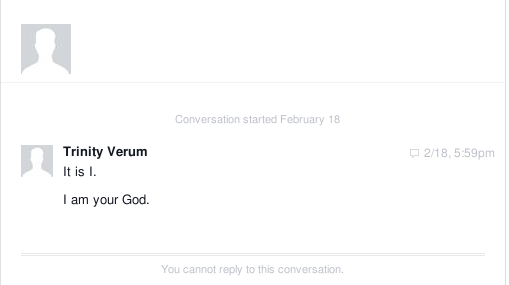 Conversation started February 18
Trinity Verum
2/18, 5:59pm
It is I.
I am your God.
You cannot reply to this conversation.